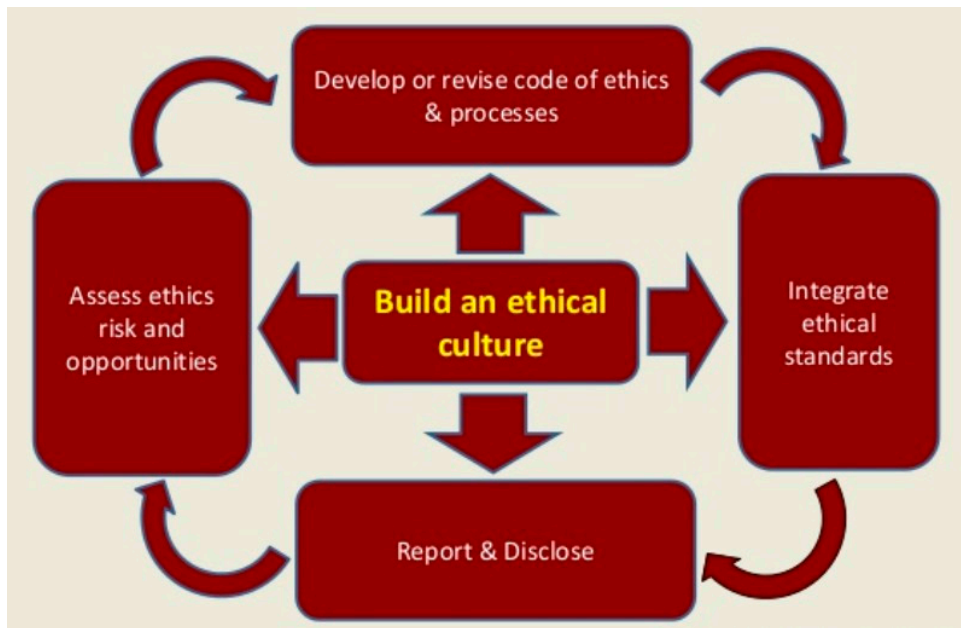 Develop or revise code of ethics
& processes
Assess ethics
risk and
opportunities
Build an ethical
culture
Integrate
ethical
standards
Report & Disclose